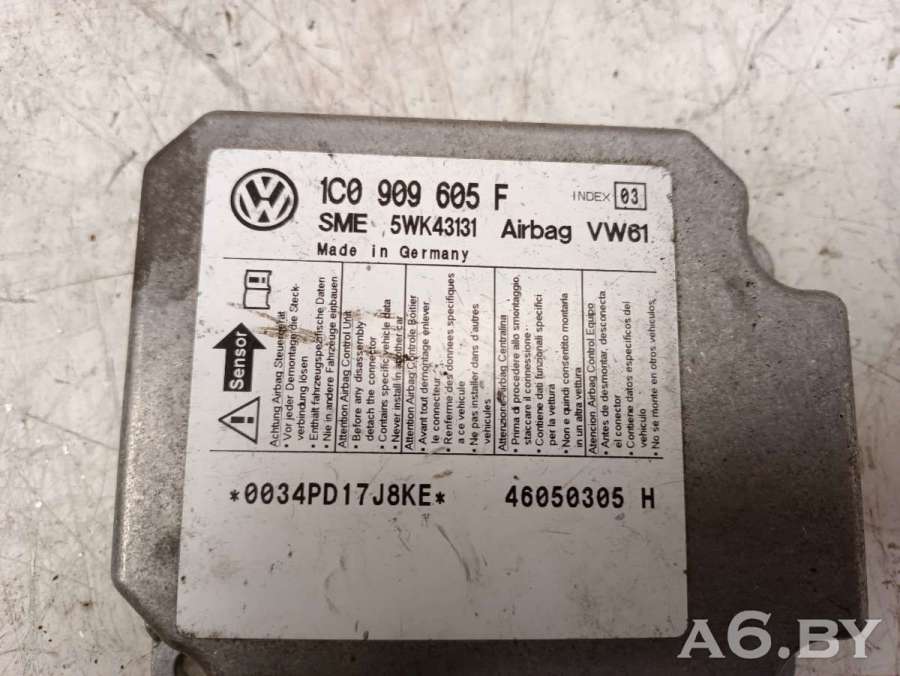 1C0 909 605 F
INDEX 03
SME 5WK43131 Airbag VW61
Made in Germany
Sensor
Achtung Airbag Steuergerät
• Vor jeder Demontage die Steck-
verbindung lösen
• Enthält fahrzeugspezifische Daten
• Nie in andere Fahrzeuge einbauen
Attention Airbag Control Unit
• Before any disassembly
detach the connector
• Contains specific vehicle data
• Never install in another car
Attention Airbag Controle Boitier
• Avant tout demontage enlever
le connecteur
• Renferme des données specifiques
a ce vehicule
• Ne pas installer dans d'autres
vehicules
Attenzione Airbag Centralina
• Prima di procedere allo smontaggio,
staccare il connessione
• Contiene dati funzionali specifici
per la vettura
• Non e quindi consentito montarla
in un altra vettura
Atencion Airbag Control Equipo
• Antes de desmontar, desconecta
el conector
• Contiene datos especificos del
vehiculo
• No se monte en otros vehiculos
*0034PD17J8KE*
46050305 H
A6.BY